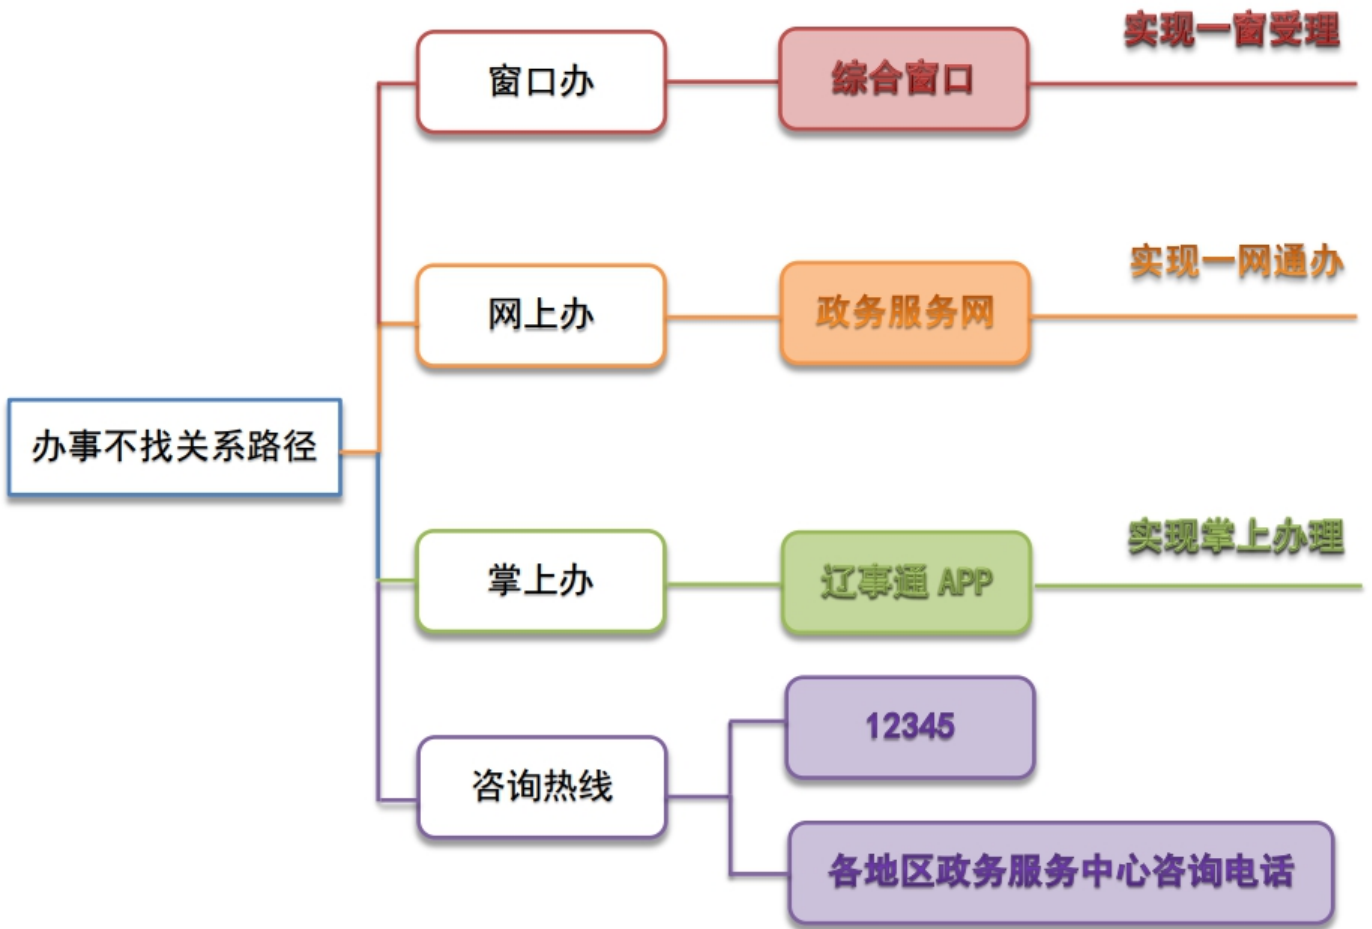 窗口办
综合窗口
实现一窗受理
网上办
政务服务网
实现一网通办
办事不找关系路径
掌上办
辽事通 APP
实现掌上办理
咨询热线
12345
各地区政务服务中心咨询电话